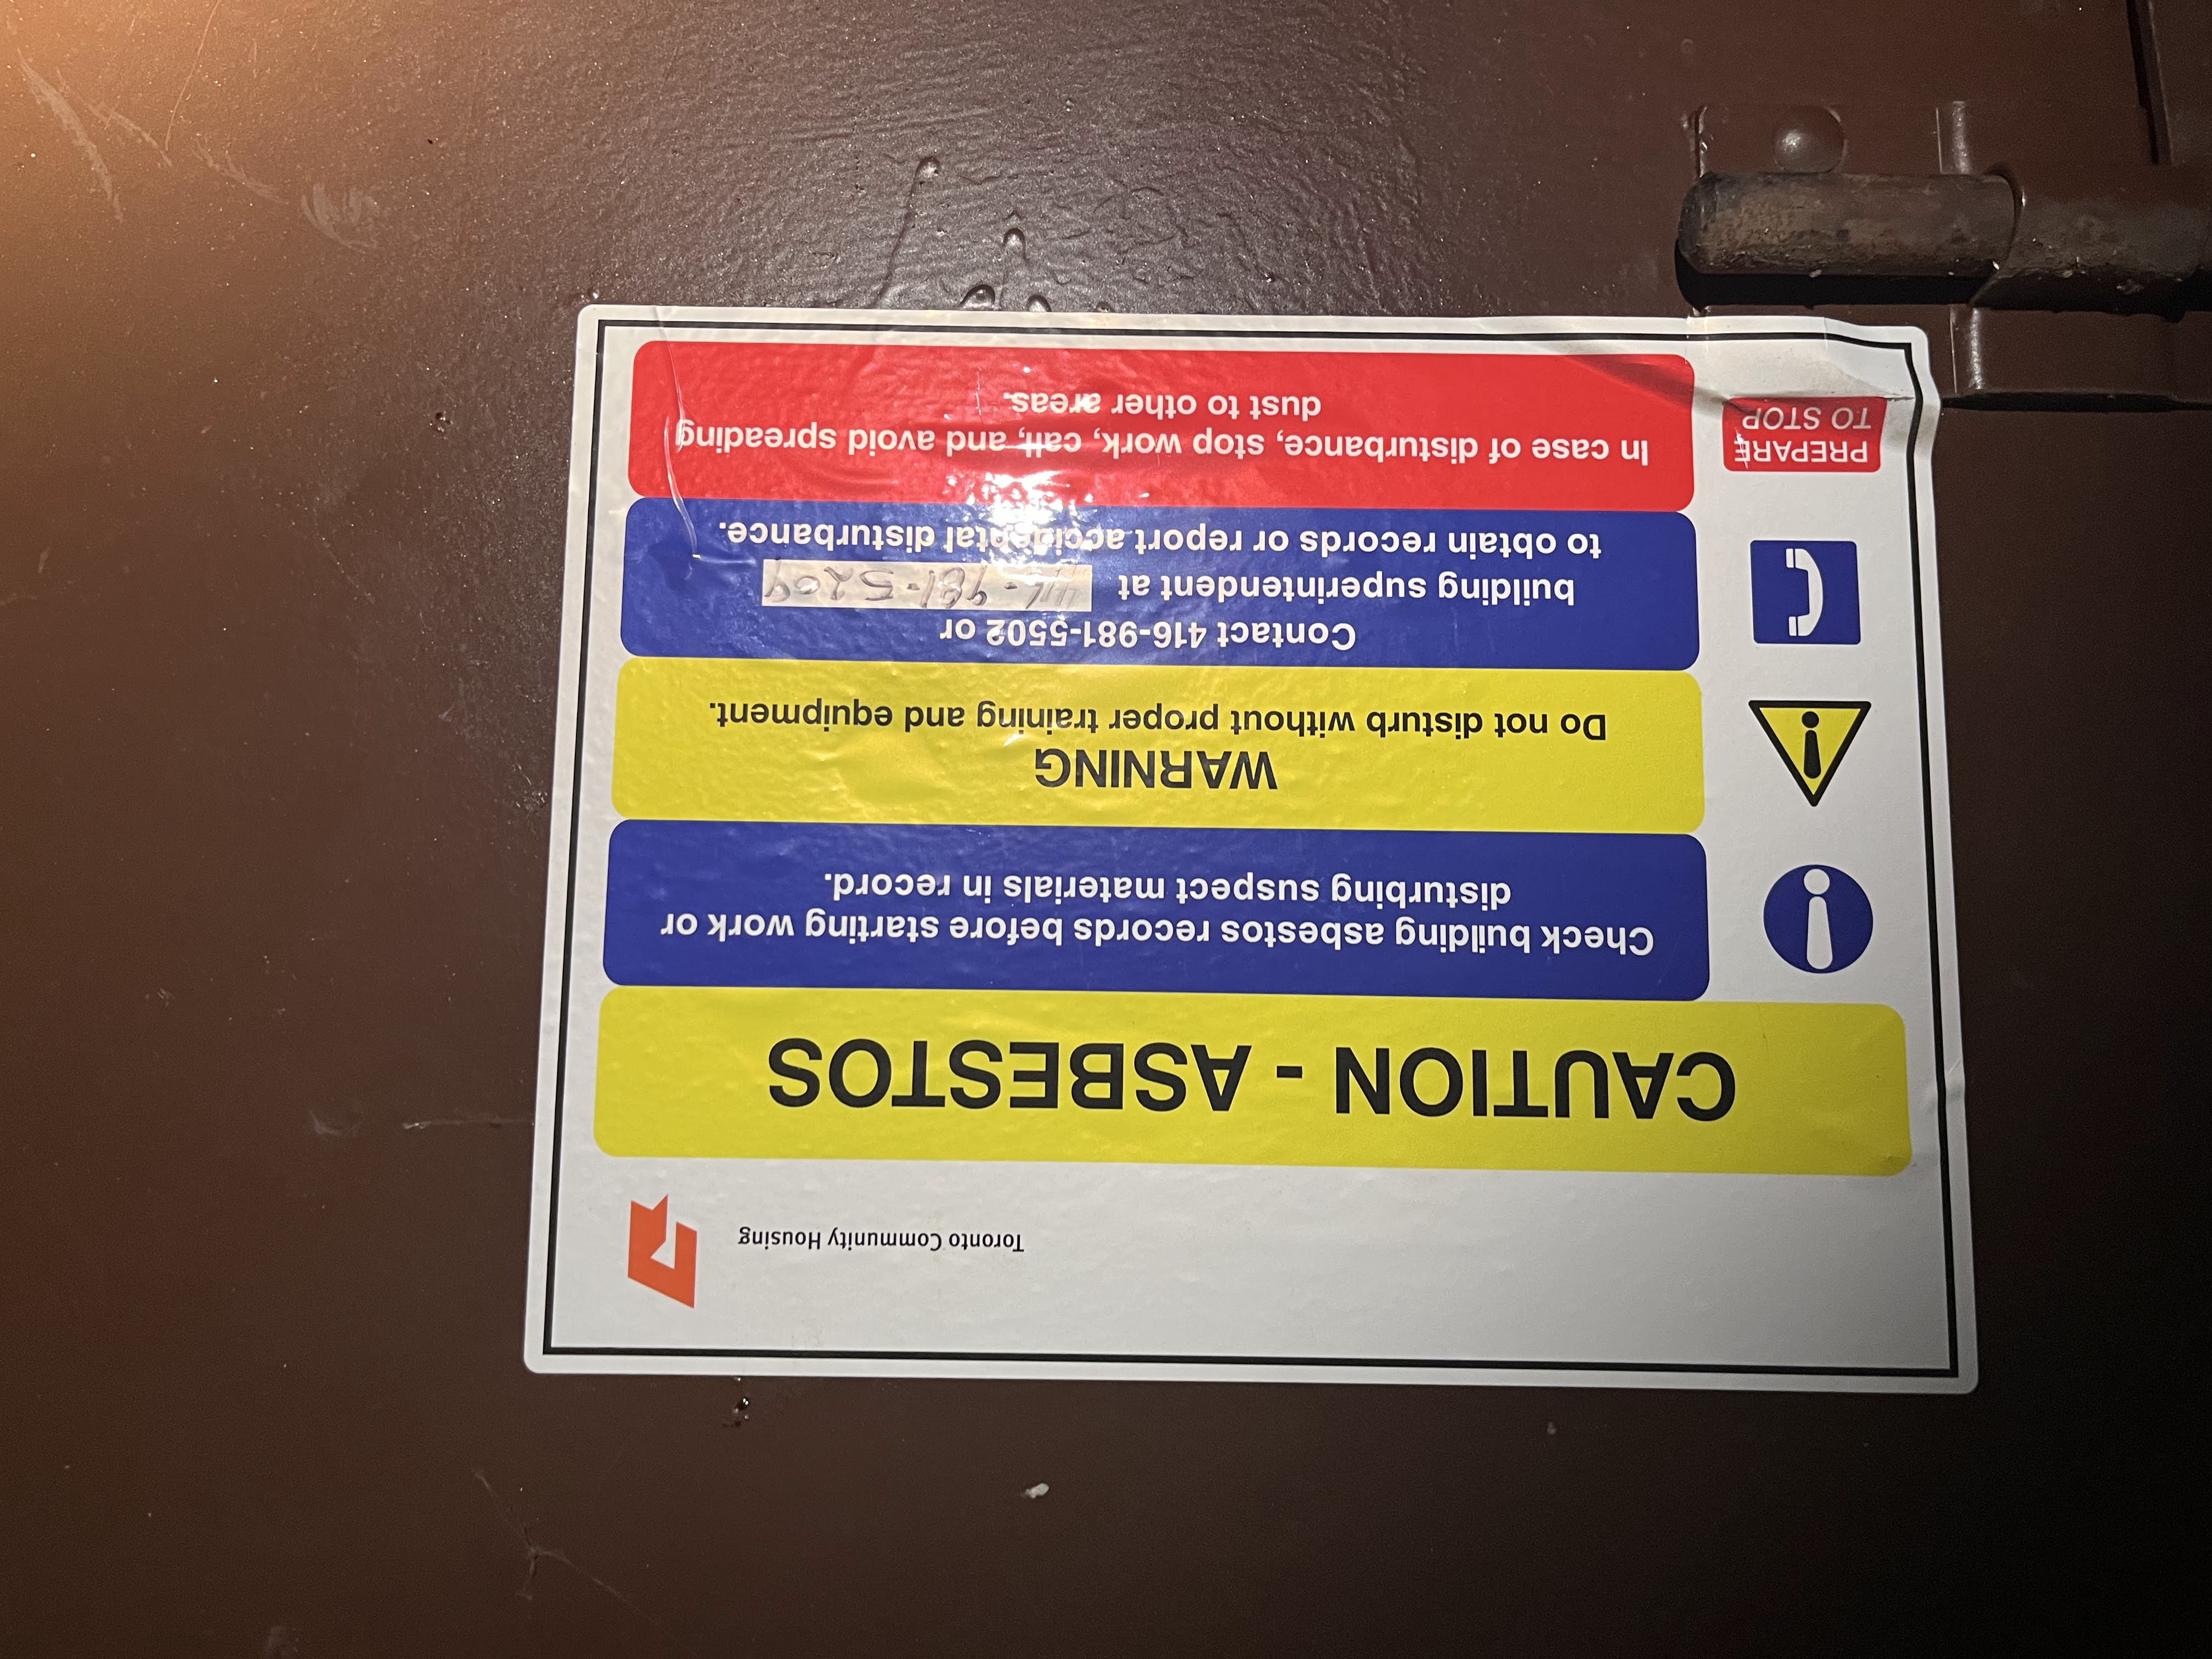 Toronto Community Housing
CAUTION - ASBESTOS
Check building asbestos records before starting work or
disturbing suspect materials in record.
WARNING
Do not disturb without proper training and equipment.
Contact 416-981-5502 or
building superintendent at 416-981-5209
to obtain records or report accidental disturbance.
PREPARE
TO STOP
In case of disturbance, stop work, call, and avoid spreading
dust to other areas.